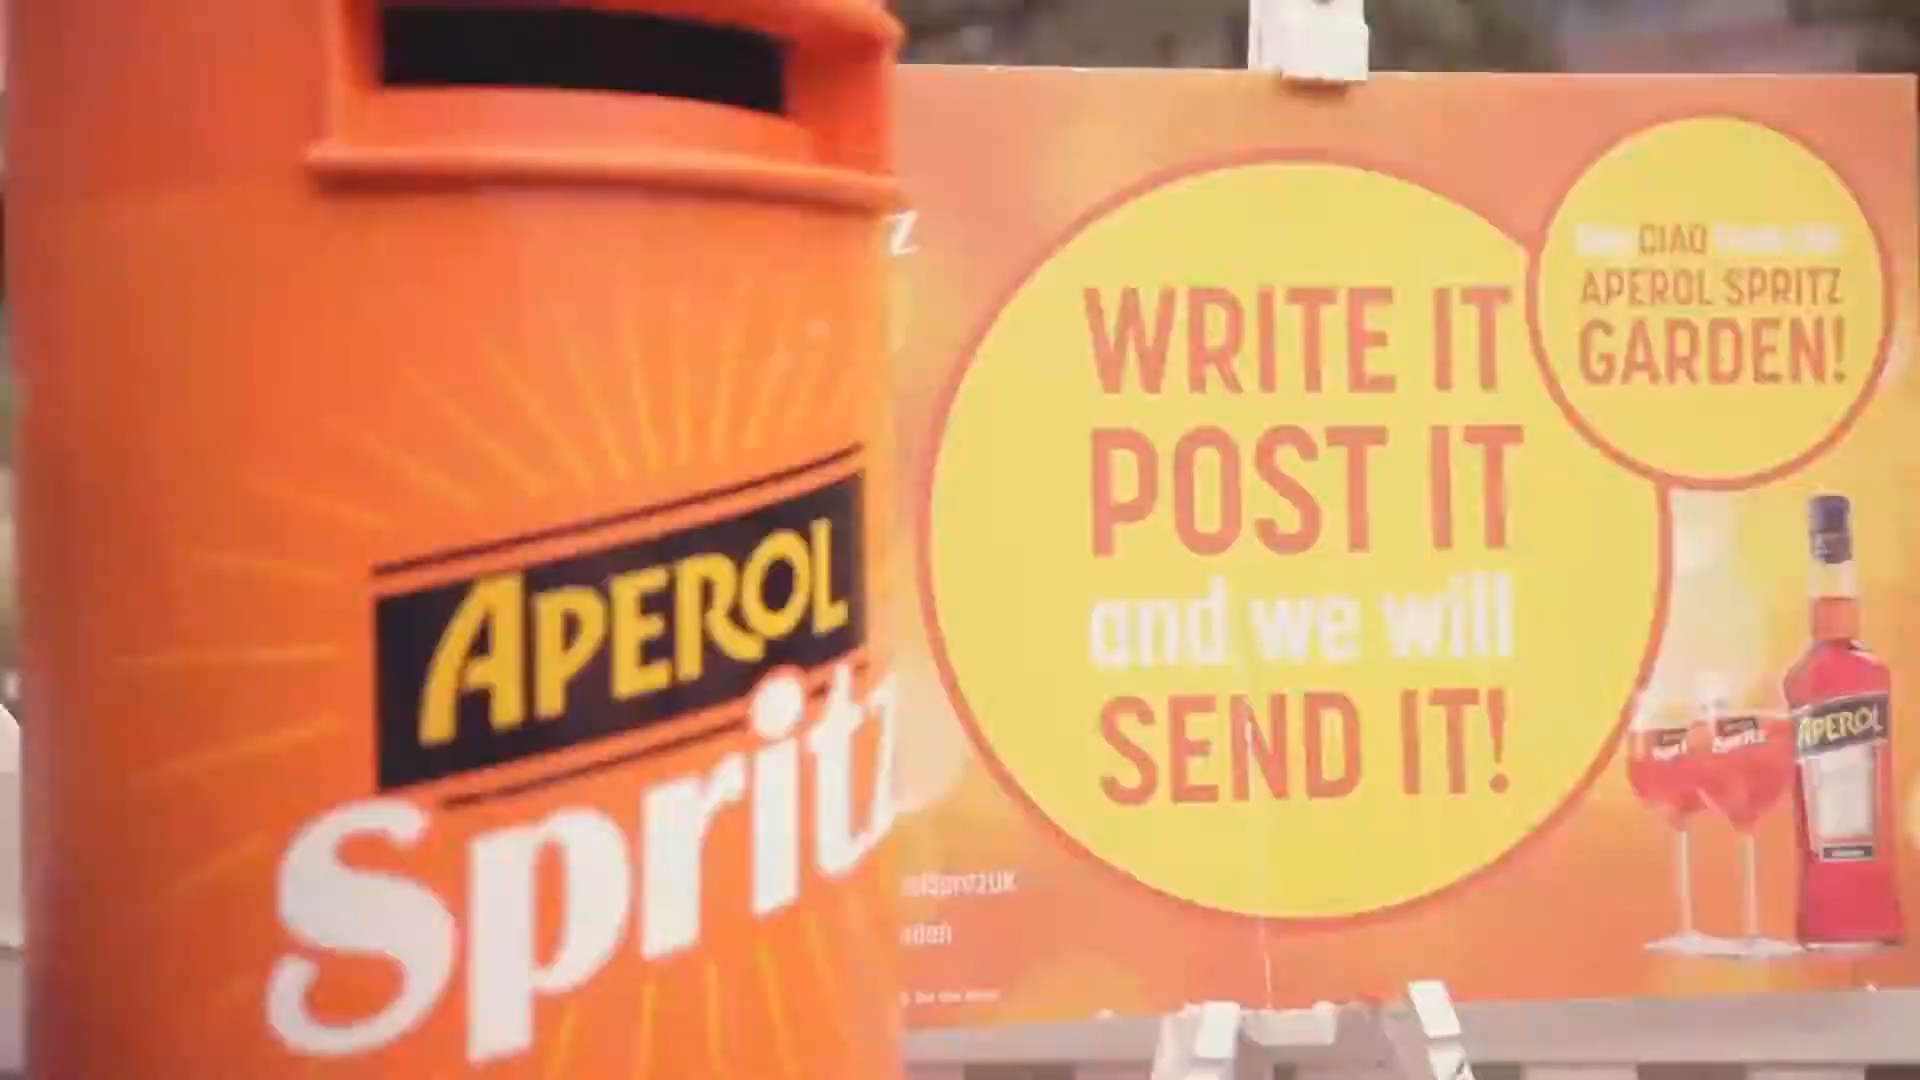 APEROL
Spritz
WRITE IT
POST IT
and we will
SEND IT!
CIAO
APEROL SPRITZ
GARDEN!
APEROL